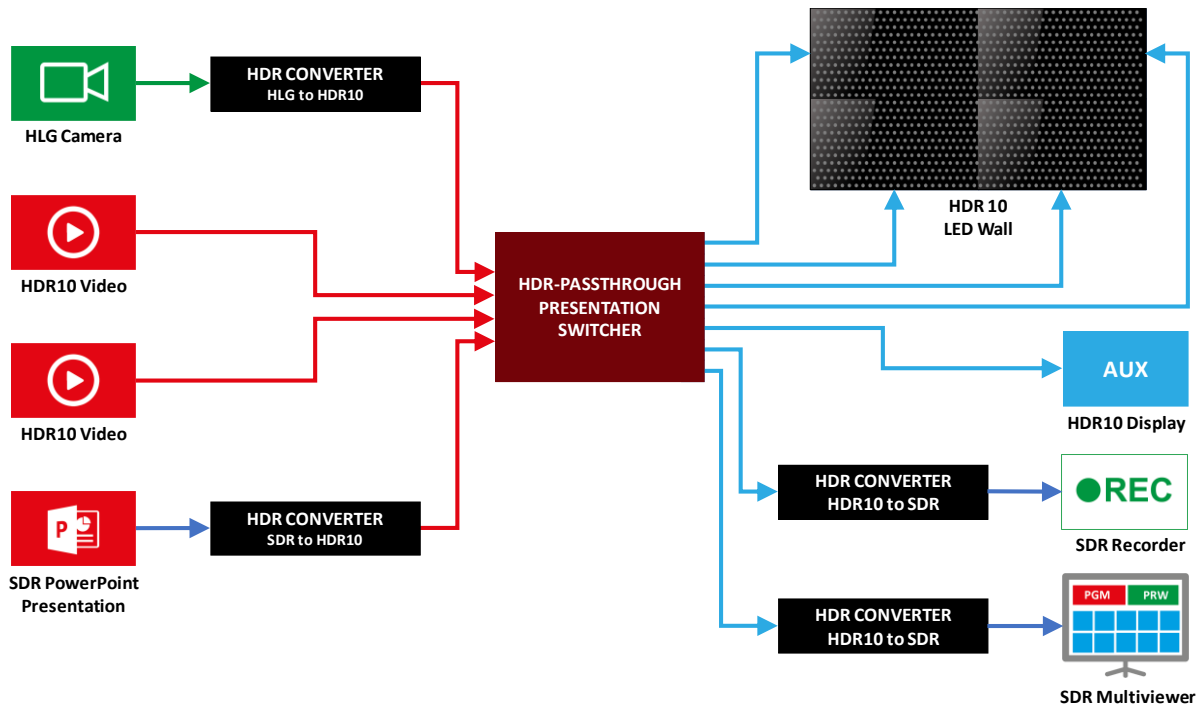 HLG Camera
HDR CONVERTER
HLG to HDR10
HDR10 Video
HDR10 Video
P
SDR PowerPoint
Presentation
HDR CONVERTER
SDR to HDR10
HDR-PASSTHROUGH
PRESENTATION
SWITCHER
HDR 10
LED Wall
AUX
HDR10 Display
HDR CONVERTER
HDR10 to SDR
REC
SDR Recorder
HDR CONVERTER
HDR10 to SDR
PGM PRW
SDR Multiviewer